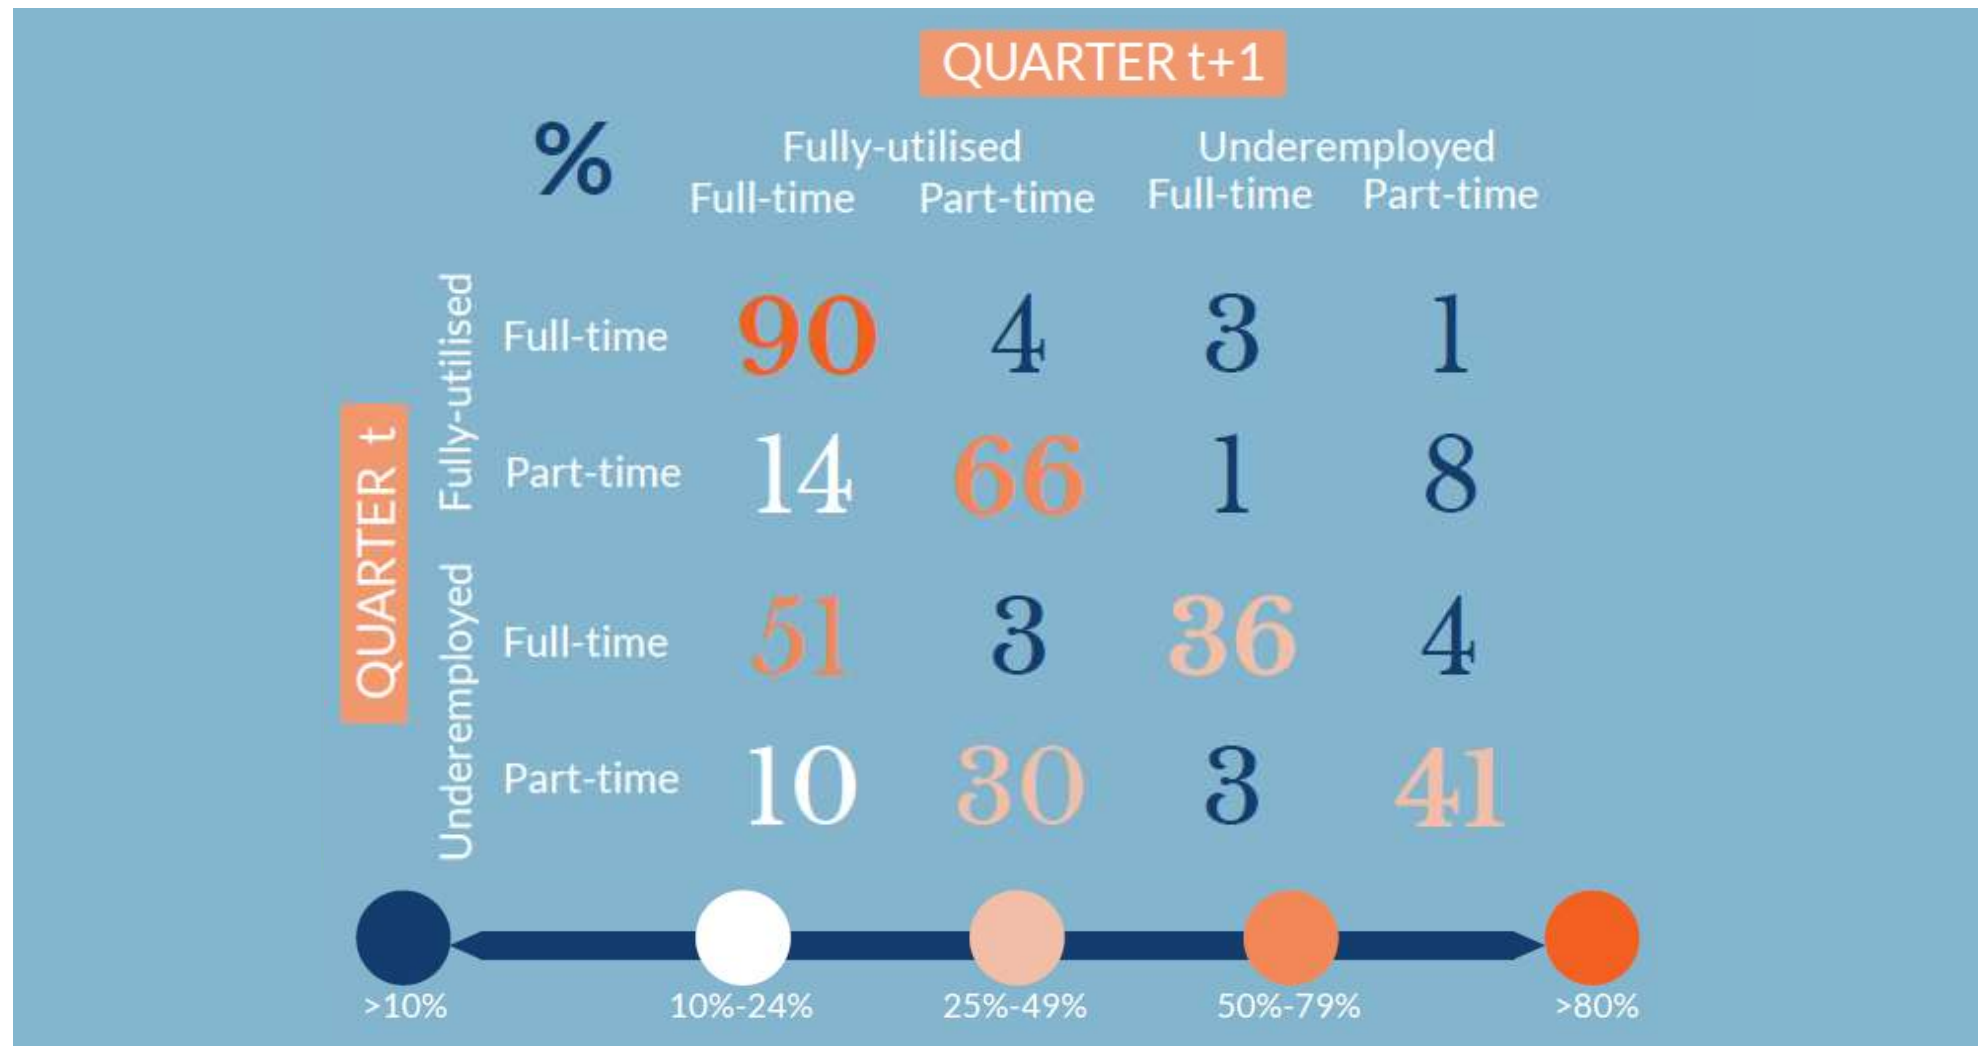 QUARTER t+1
%
Fully-utilised Underemployed
Full-time Part-time Full-time Part-time
QUARTER t
Fully-utilised
Full-time 90 4 3 1
Part-time 14 66 1 8
Underemployed
Full-time 51 3 36 4
Part-time 10 30 3 41
>10% 10%-24% 25%-49% 50%-79% >80%